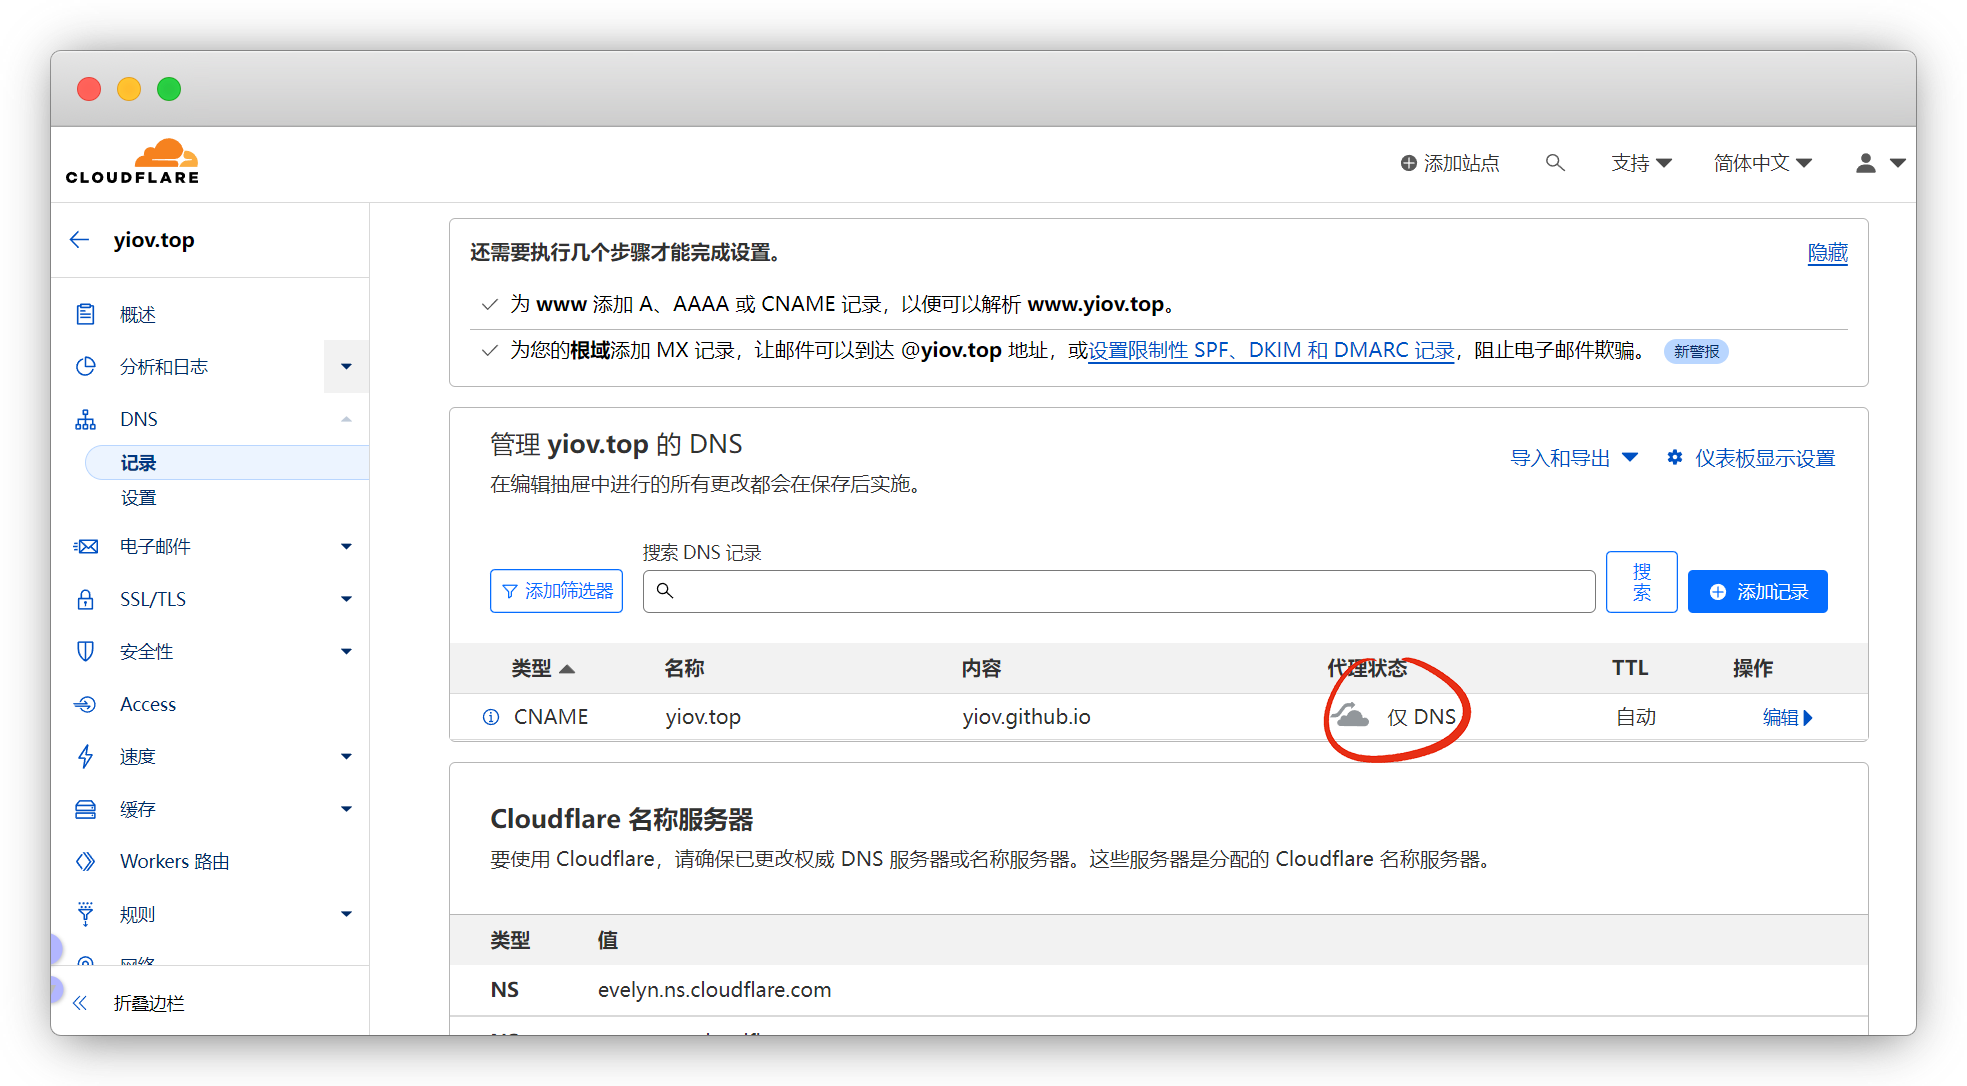 CLOUDFLARE
添加站点
支持
简体中文
yiov.top
概述
分析和日志
DNS
记录
设置
电子邮件
SSL/TLS
安全性
Access
速度
缓存
Workers 路由
规则
网络
折叠边栏
还需要执行几个步骤才能完成设置。
隐藏
为 www 添加 A、AAAA 或 CNAME 记录，以便可以解析 www.yiov.top。
为您的根域添加 MX 记录，让邮件可以到达 @yiov.top 地址，或设置限制性 SPF、DKIM 和 DMARC 记录，阻止电子邮件欺骗。 新警报
管理 yiov.top 的 DNS
导入和导出
仪表板显示设置
在编辑抽屉中进行的所有更改都会在保存后实施。
搜索 DNS 记录
添加筛选器
搜索
添加记录
类型 名称 内容 代理状态 TTL 操作
CNAME yiov.top yiov.github.io 仅 DNS 自动 编辑
Cloudflare 名称服务器
要使用 Cloudflare，请确保已更改权威 DNS 服务器或名称服务器。这些服务器是分配的 Cloudflare 名称服务器。
类型 值
NS evelyn.ns.cloudflare.com